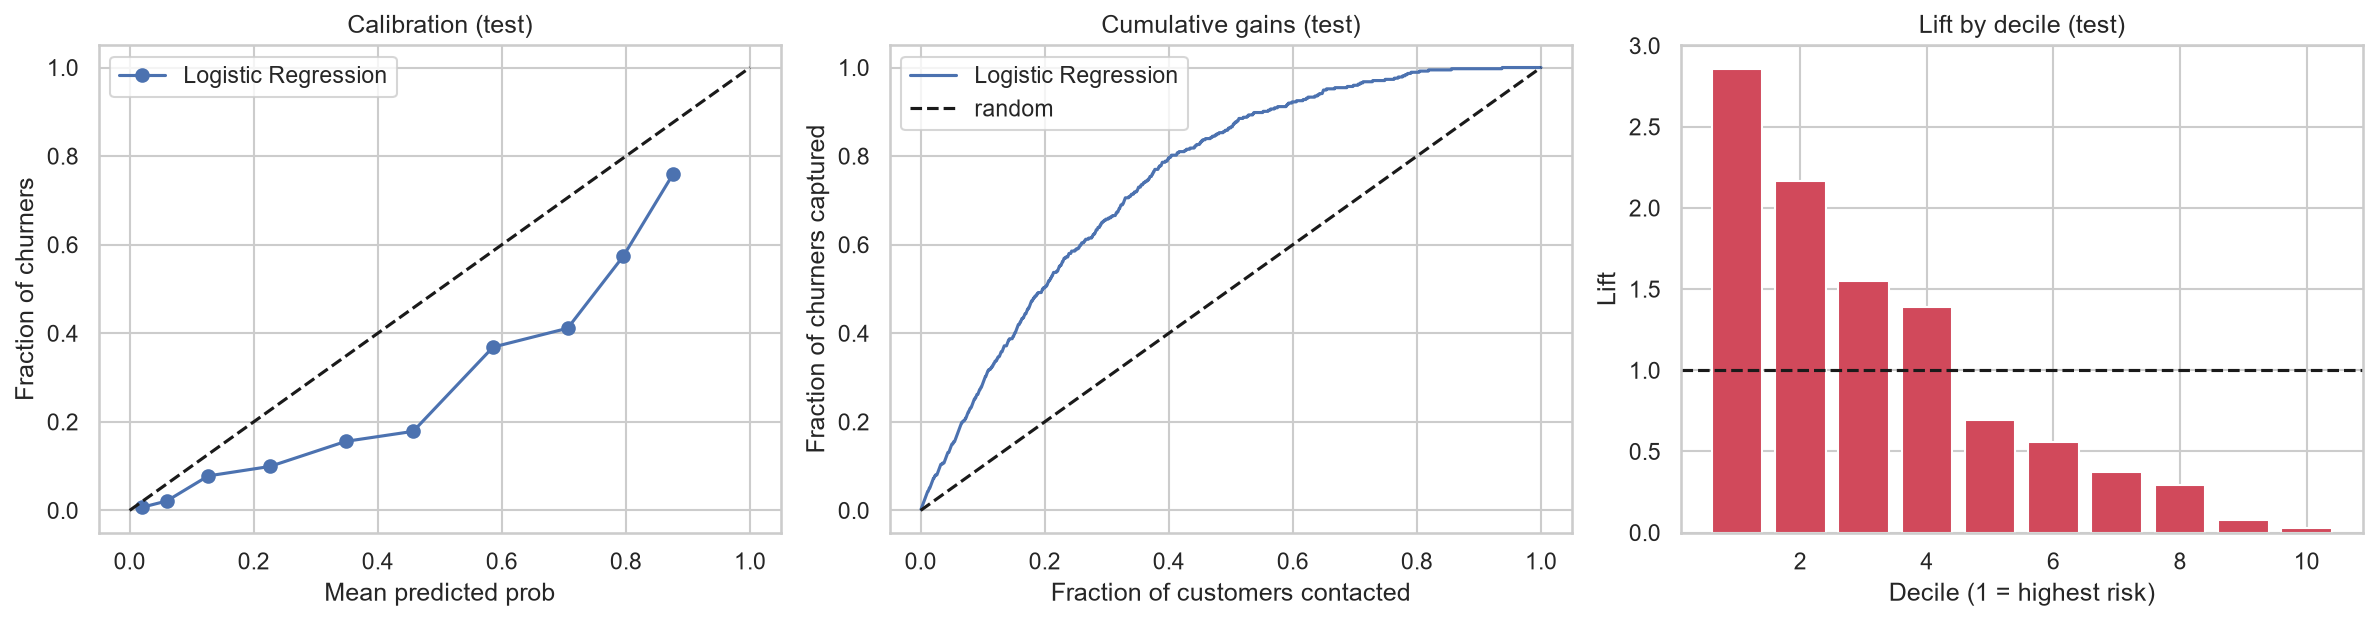 Calibration (test)
Logistic Regression
1.0
0.8
0.6
0.4
0.2
0.0
Fraction of churners
0.0 0.2 0.4 0.6 0.8 1.0
Mean predicted prob
Cumulative gains (test)
Logistic Regression
random
1.0
0.8
0.6
0.4
0.2
0.0
Fraction of churners captured
0.0 0.2 0.4 0.6 0.8 1.0
Fraction of customers contacted
Lift by decile (test)
3.0
2.5
2.0
1.5
1.0
0.5
0.0
Lift
2 4 6 8 10
Decile (1 = highest risk)